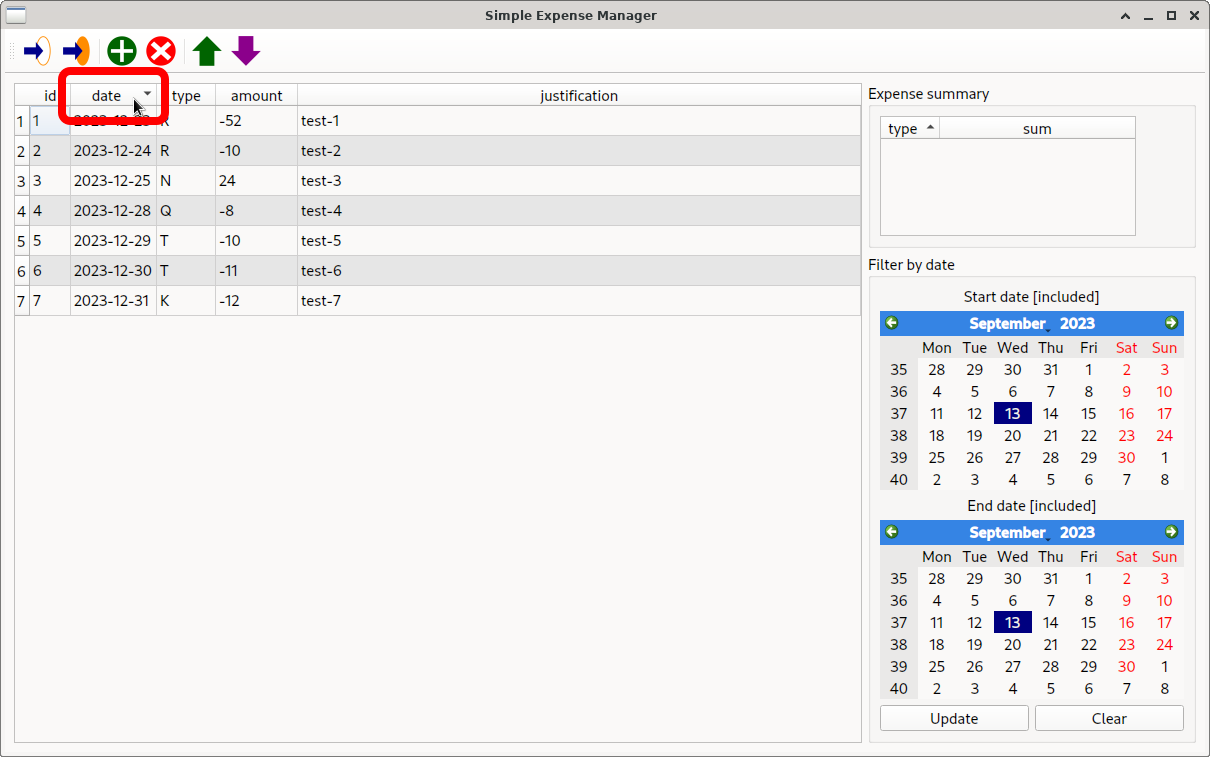 Simple Expense Manager
id date type amount justification
1 1 R -52 test-1
2 2 2023-12-24 R -10 test-2
3 3 2023-12-25 N 24 test-3
4 4 2023-12-28 Q -8 test-4
5 5 2023-12-29 T -10 test-5
6 6 2023-12-30 T -11 test-6
7 7 2023-12-31 K -12 test-7
Expense summary
type sum
Filter by date
Start date [included]
September 2023
Mon Tue Wed Thu Fri Sat Sun
35 28 29 30 31 1 2 3
36 4 5 6 7 8 9 10
37 11 12 13 14 15 16 17
38 18 19 20 21 22 23 24
39 25 26 27 28 29 30 1
40 2 3 4 5 6 7 8
End date [included]
September 2023
Mon Tue Wed Thu Fri Sat Sun
35 28 29 30 31 1 2 3
36 4 5 6 7 8 9 10
37 11 12 13 14 15 16 17
38 18 19 20 21 22 23 24
39 25 26 27 28 29 30 1
40 2 3 4 5 6 7 8
Update Clear